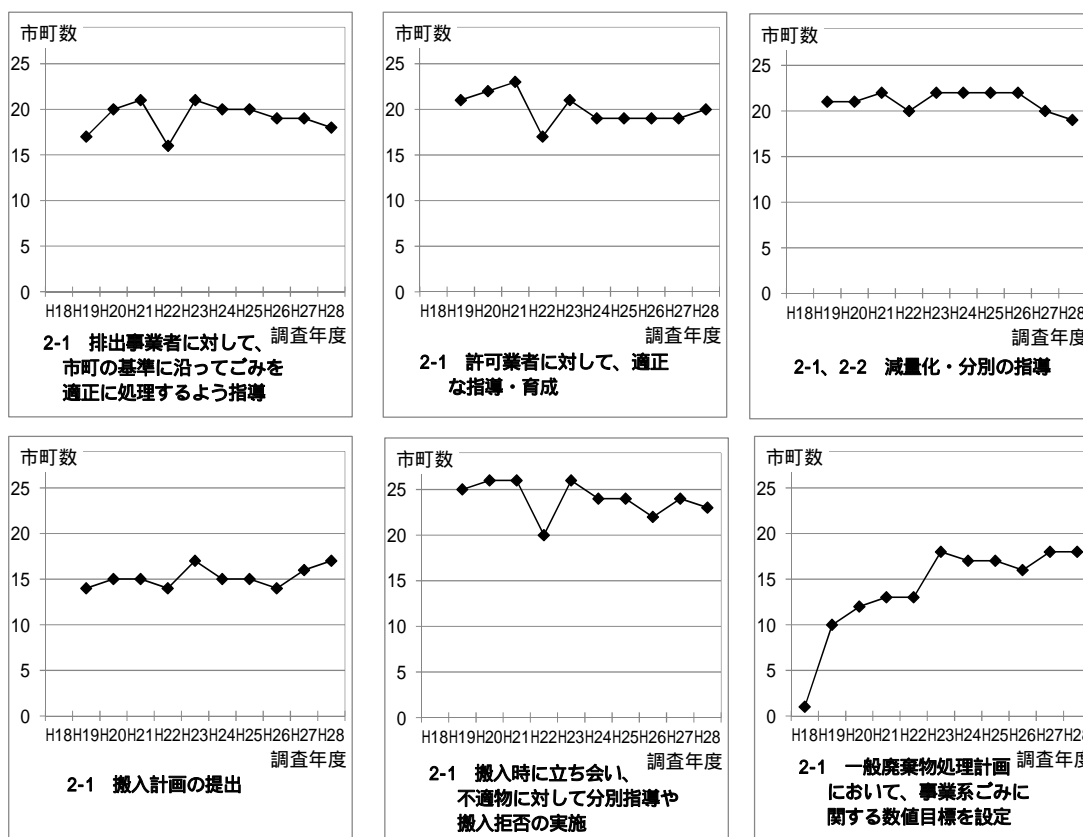 市町数
25
20
15
10
5
0
H18H19H20H21H22H23H24H25H26H27H28
調査年度
2-1 排出事業者に対して、
市町の基準に沿ってごみを
適正に処理するよう指導
市町数
25
20
15
10
5
0
H18H19H20H21H22H23H24H25H26H27H28
調査年度
2-1 許可業者に対して、適正
な指導・育成
市町数
25
20
15
10
5
0
H18H19H20H21H22H23H24H25H26H27H28
調査年度
2-1、2-2 減量化・分別の指導
市町数
25
20
15
10
5
0
H18H19H20H21H22H23H24H25H26H27H28
調査年度
2-1 搬入計画の提出
市町数
25
20
15
10
5
0
H18H19H20H21H22H23H24H25H26H27H28
調査年度
2-1 搬入時に立ち会い、
不適物に対して分別指導や
搬入拒否の実施
市町数
25
20
15
10
5
0
H18H19H20H21H22H23H24H25H26H27H28
調査年度
2-1 一般廃棄物処理計画
において、事業系ごみに
関する数値目標を設定